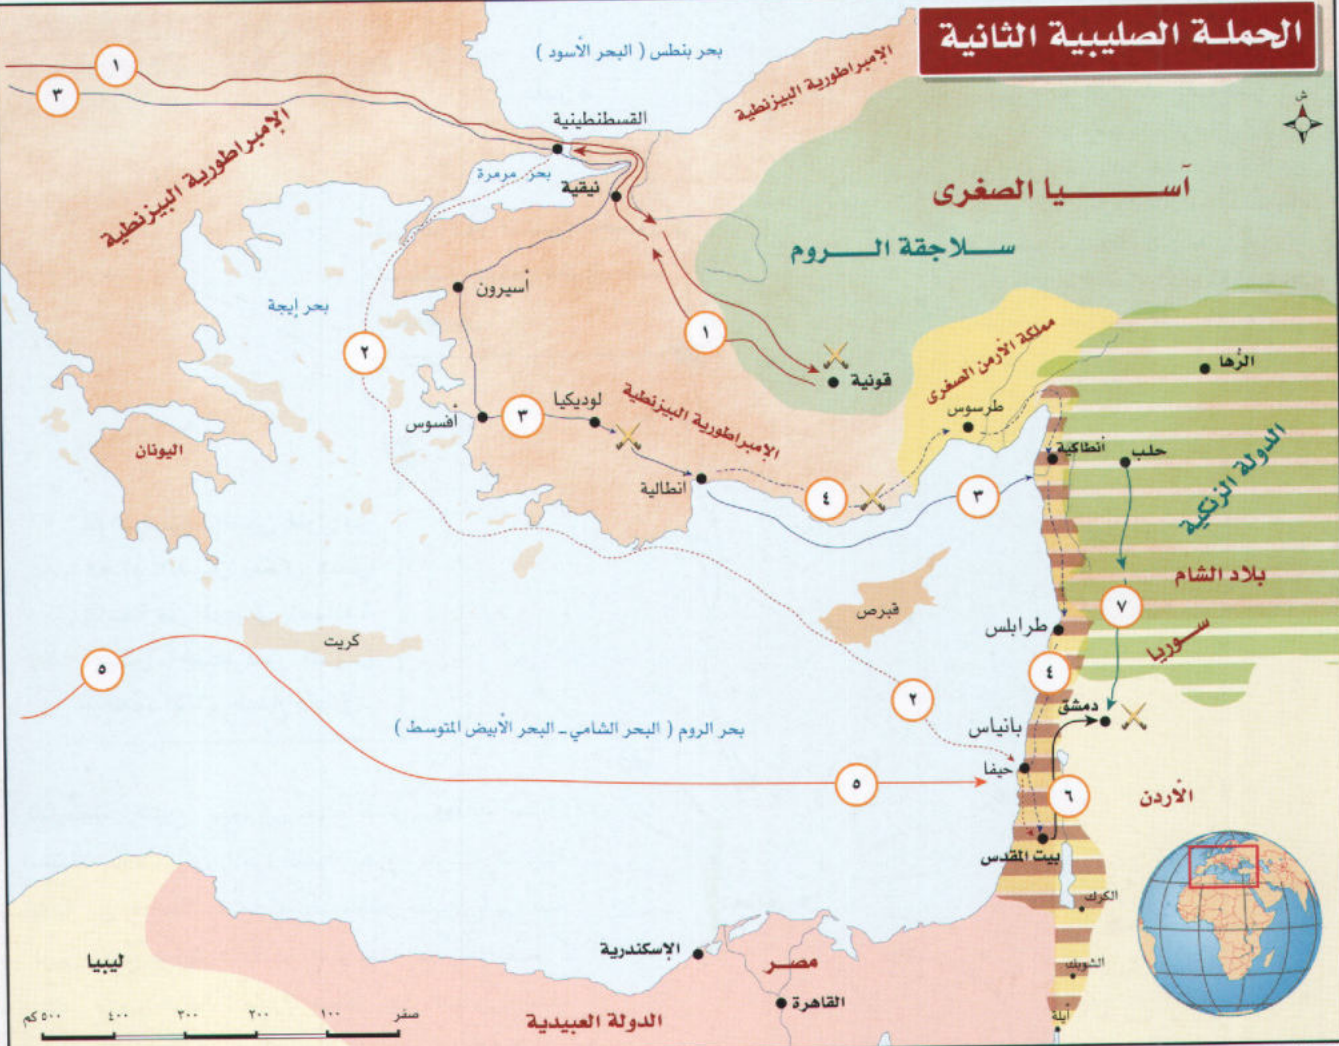 الحملة الصليبية الثانية
بحر بنطس ( البحر الأسود )
الإمبراطورية البيزنطية
ش
١
٣
القسطنطينية
الإمبراطورية البيزنطية
بحر مرمرة
نيقية
آسـيا الصغرى
سلاجقة الـروم
أسيرون
بحر إيجة
٢
١
مملكة الأرمن الصغرى
الرُها
قونية
الإمبراطورية البيزنطية
طرسوس
لوديكيا
٣
أفسوس
اليونان
أنطاكية
حلب
الدولة الزنكية
انطالية
٤
٣
بلاد الشام
٧
قبرص
طرابلس
سوريا
كريت
٥
٤
٢
دمشق
بانياس
بحر الروم ( البحر الشامي - البحر الأبيض المتوسط )
حيفا
٥
٦
الأردن
بيت المقدس
الكرك
الإسكندرية
مصر
الشوبك
ليبيا
القاهرة
الدولة العبيدية
أيلة
٥٠٠ كم
٤٠٠
٣٠٠
٢٠٠
١٠٠
صفر